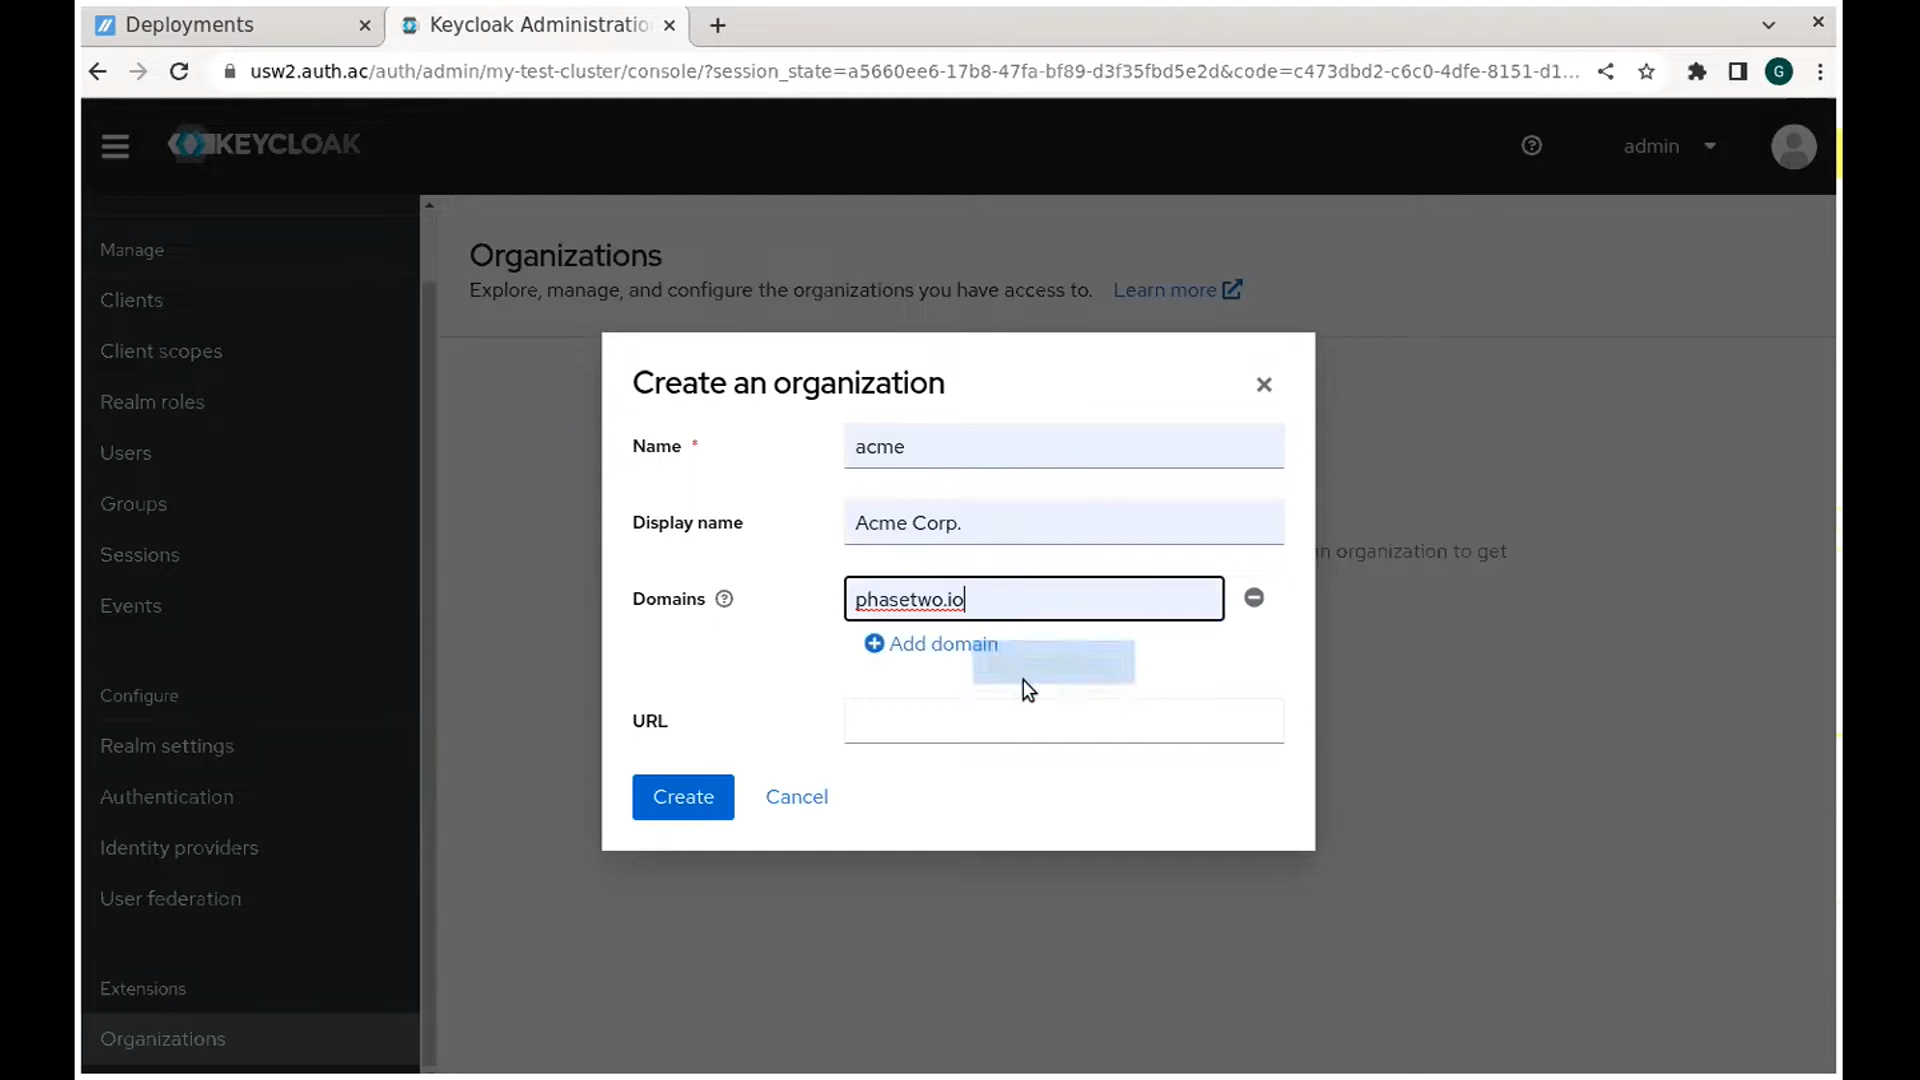 Deployments
Keycloak Administratio
usw2.auth.ac/auth/admin/my-test-cluster/console/?session_state=a5660ee6-17b8-47fa-bf89-d3f35fbd5e2d&code=c473dbd2-c6c0-4dfe-8151-d1...
G
KEYCLOAK
admin
Manage
Clients
Client scopes
Realm roles
Users
Groups
Sessions
Events
Configure
Realm settings
Authentication
Identity providers
User federation
Extensions
Organizations
Organizations
Explore, manage, and configure the organizations you have access to. Learn more
n organization to get
Create an organization
Name *
acme
Display name
Acme Corp.
Domains
phasetwo.io
Add domain
URL
Create
Cancel